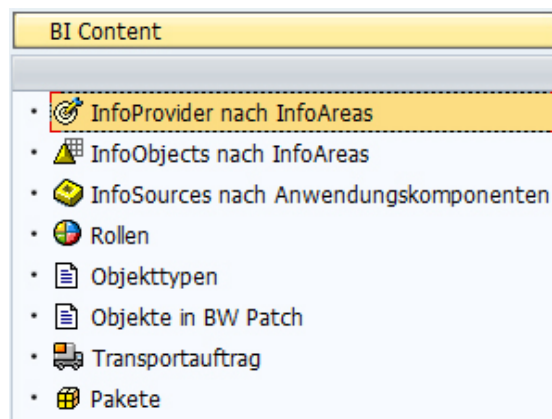 BI Content
InfoProvider nach InfoAreas
InfoObjects nach InfoAreas
InfoSources nach Anwendungskomponenten
Rollen
Objekttypen
Objekte in BW Patch
Transportauftrag
Pakete